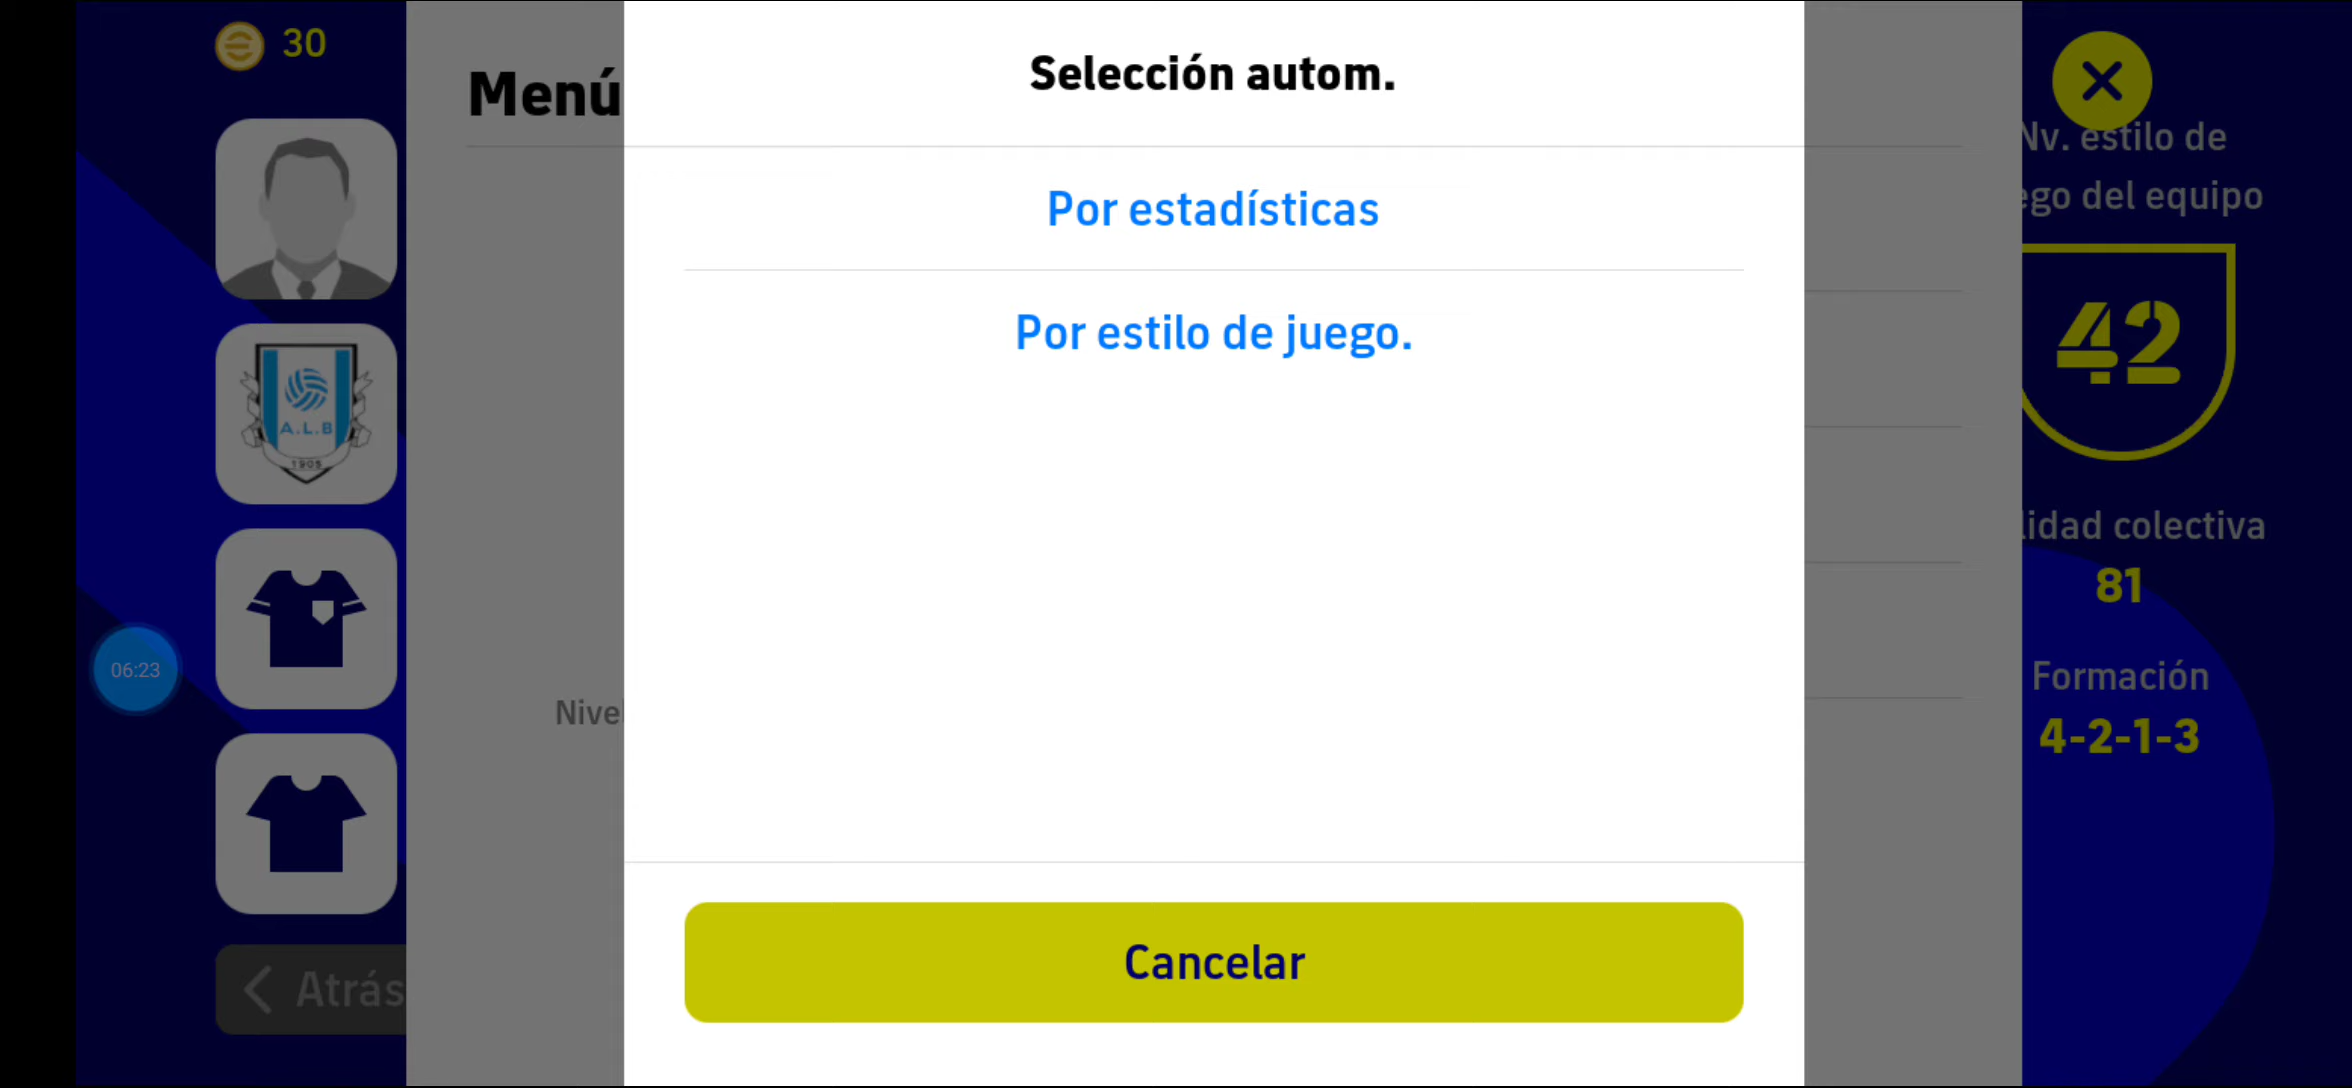 30
Menú
Selección autom.
Por estadísticas
Por estilo de juego.
Cancelar
A.L.B
1905
06:23
Nivel
Atrás
Nv. estilo de
ego del equipo
42
lidad colectiva
81
Formación
4-2-1-3